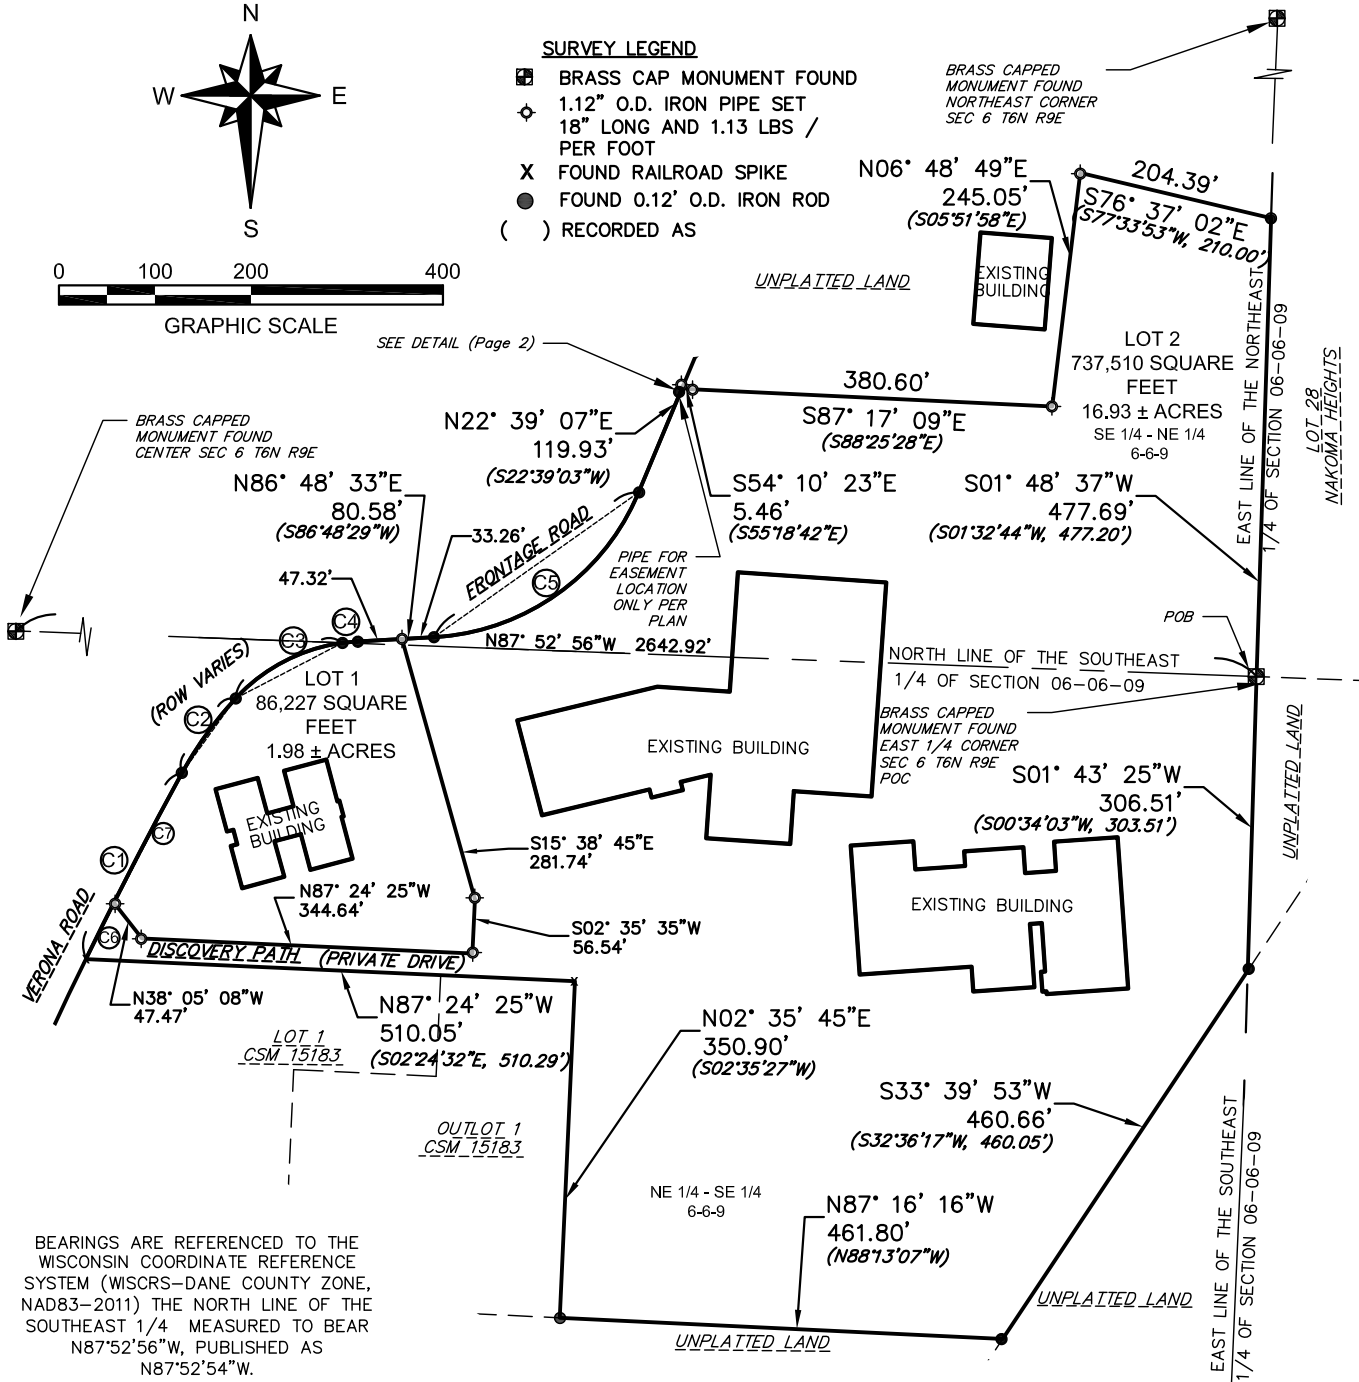 N
W
E
S
SURVEY LEGEND
BRASS CAP MONUMENT FOUND
1.12" O.D. IRON PIPE SET
18" LONG AND 1.13 LBS /
PER FOOT
X FOUND RAILROAD SPIKE
FOUND 0.12' O.D. IRON ROD
( ) RECORDED AS
0 100 200 400
GRAPHIC SCALE
BRASS CAPPED
MONUMENT FOUND
NORTHEAST CORNER
SEC 6 T6N R9E
N06° 48' 49"E
245.05'
(S05°51'58"E)
204.39'
S76° 37' 02"E
(S77°33'53"W, 210.00')
UNPLATTED LAND
EXISTING
BUILDING
SEE DETAIL (Page 2)
LOT 2
737,510 SQUARE
FEET
16.93 ± ACRES
SE 1/4 - NE 1/4
6-6-9
EAST LINE OF THE NORTHEAST
1/4 OF SECTION 06-06-09
LOT 28
NAKOMA HEIGHTS
380.60'
S87° 17' 09"E
(S88°25'28"E)
BRASS CAPPED
MONUMENT FOUND
CENTER SEC 6 T6N R9E
N22° 39' 07"E
119.93'
(S22°39'03"W)
N86° 48' 33"E
80.58'
(S86°48'29"W)
S54° 10' 23"E
5.46'
(S55°18'42"E)
S01° 48' 37"W
477.69'
(S01°32'44"W, 477.20')
33.26'
47.32'
FRONTAGE ROAD
C5
PIPE FOR
EASEMENT
LOCATION
ONLY PER
PLAN
POB
C4
C3
N87° 52' 56"W 2642.92'
NORTH LINE OF THE SOUTHEAST
1/4 OF SECTION 06-06-09
(ROW VARIES)
C2
LOT 1
86,227 SQUARE
FEET
1.98 ± ACRES
EXISTING BUILDING
BRASS CAPPED
MONUMENT FOUND
EAST 1/4 CORNER
SEC 6 T6N R9E
POC
S01° 43' 25"W
306.51'
(S00°34'03"W, 303.51')
UNPLATTED LAND
EXISTING
BUILDING
C7
C1
S15° 38' 45"E
281.74'
N87° 24' 25"W
344.64'
EXISTING BUILDING
VERONA ROAD
C6
S02° 35' 35"W
56.54'
DISCOVERY PATH (PRIVATE DRIVE)
N38° 05' 08"W
47.47'
N87° 24' 25"W
510.05'
(S02°24'32"E, 510.29')
LOT 1
CSM 15183
N02° 35' 45"E
350.90'
(S02°35'27"W)
S33° 39' 53"W
460.66'
(S32°36'17"W, 460.05')
OUTLOT 1
CSM 15183
NE 1/4 - SE 1/4
6-6-9
N87° 16' 16"W
461.80'
(N88°13'07"W)
EAST LINE OF THE SOUTHEAST
1/4 OF SECTION 06-06-09
BEARINGS ARE REFERENCED TO THE
WISCONSIN COORDINATE REFERENCE
SYSTEM (WISCRS-DANE COUNTY ZONE,
NAD83-2011) THE NORTH LINE OF THE
SOUTHEAST 1/4 MEASURED TO BEAR
N87°52'56"W, PUBLISHED AS
N87°52'54"W.
UNPLATTED LAND
UNPLATTED LAND